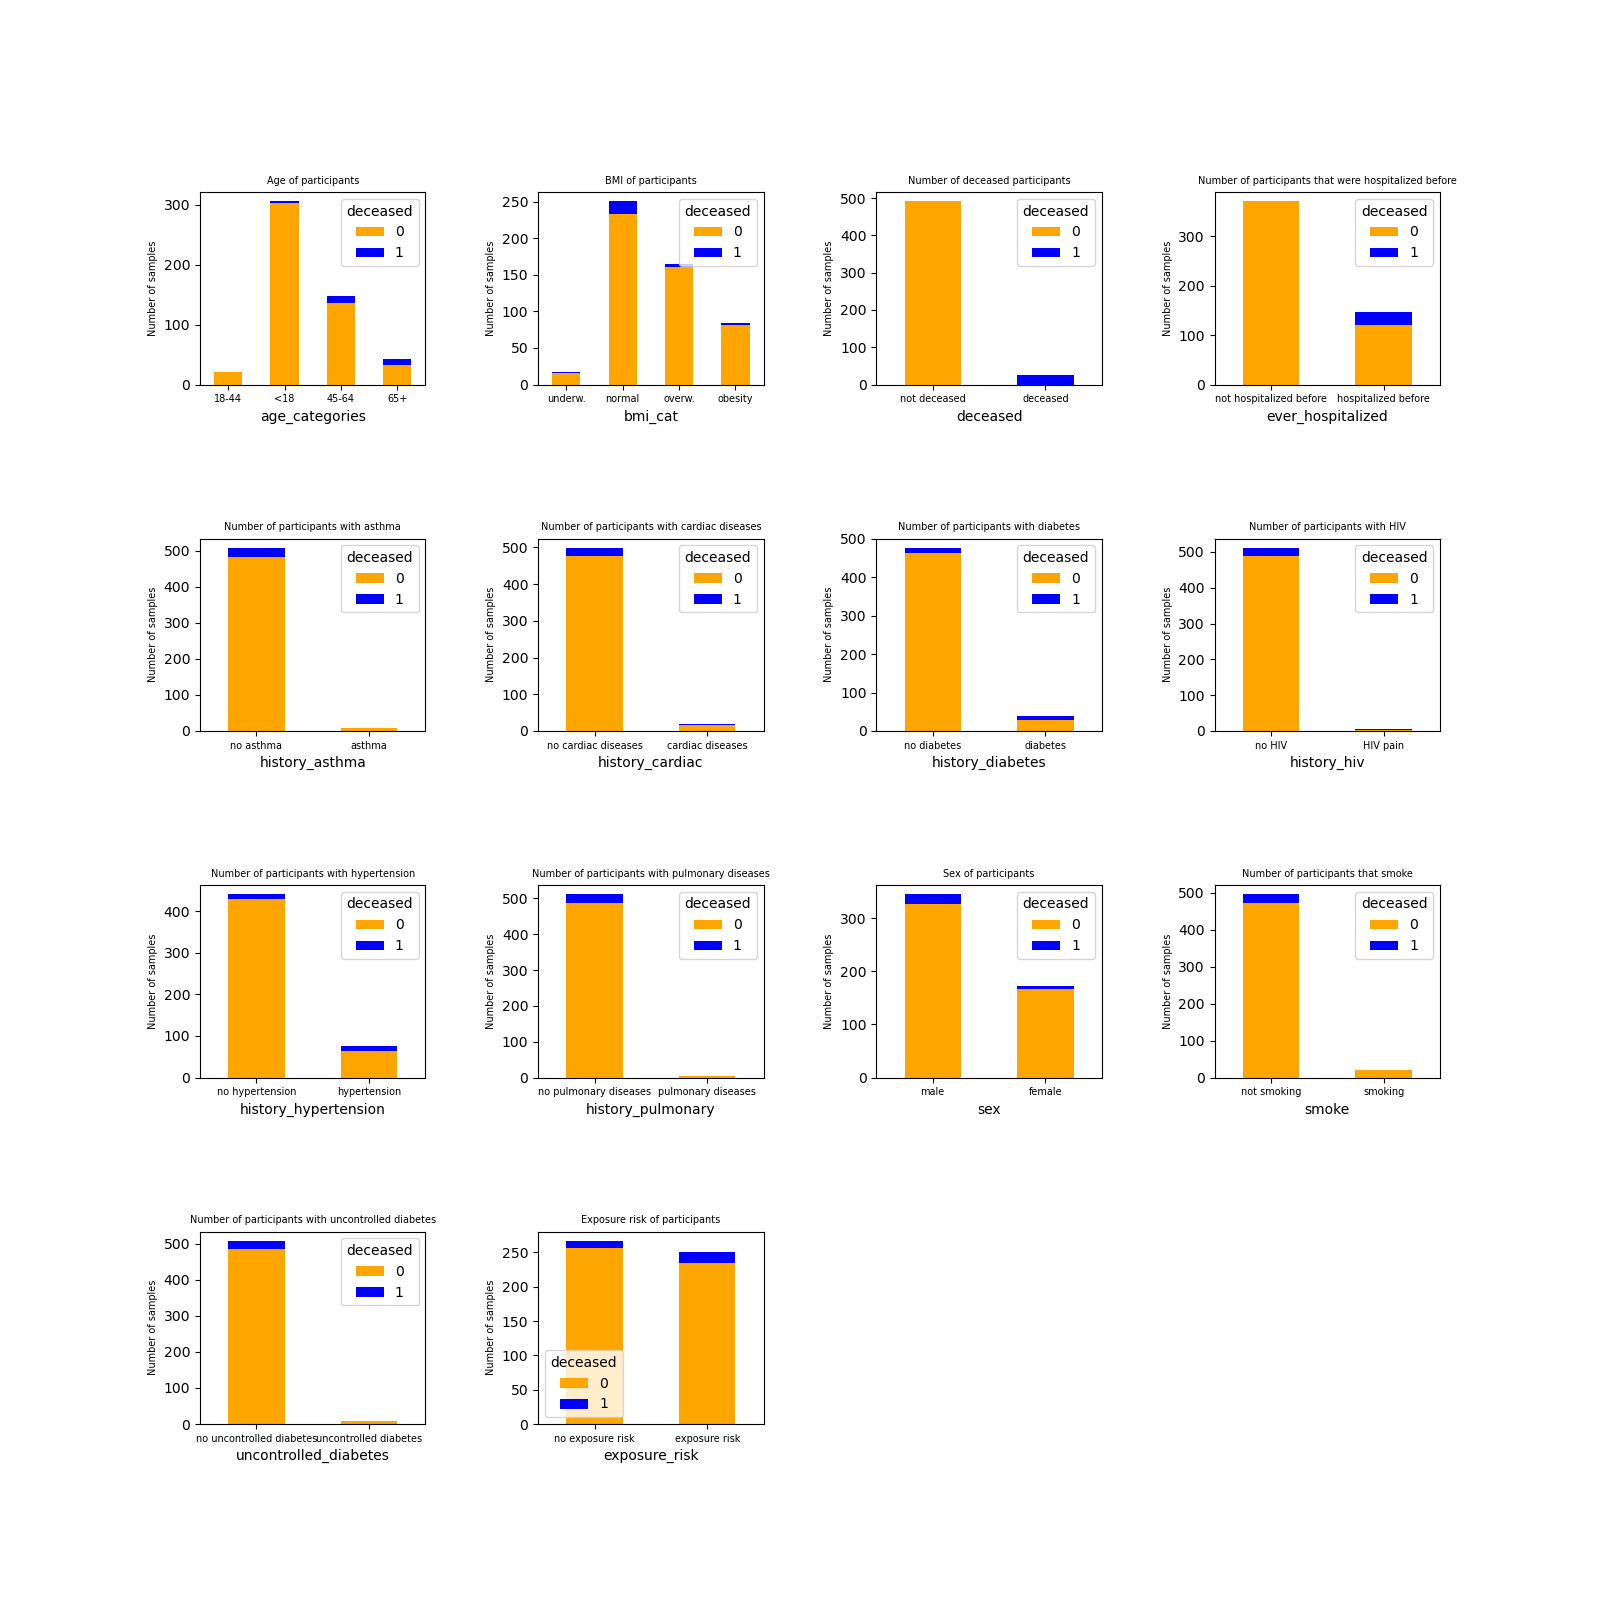 Age of participants
Number of samples
300
200
100
0
deceased
0
1
18-44 <18 45-64 65+
age_categories
BMI of participants
Number of samples
250
200
150
100
50
0
deceased
0
1
underw. normal overw. obesity
bmi_cat
Number of deceased participants
Number of samples
500
400
300
200
100
0
deceased
0
1
not deceased deceased
deceased
Number of participants that were hospitalized before
Number of samples
300
200
100
0
deceased
0
1
not hospitalized before hospitalized before
ever_hospitalized
Number of participants with asthma
Number of samples
500
400
300
200
100
0
deceased
0
1
no asthma asthma
history_asthma
Number of participants with cardiac diseases
Number of samples
500
400
300
200
100
0
deceased
0
1
no cardiac diseases cardiac diseases
history_cardiac
Number of participants with diabetes
Number of samples
500
400
300
200
100
0
deceased
0
1
no diabetes diabetes
history_diabetes
Number of participants with HIV
Number of samples
500
400
300
200
100
0
deceased
0
1
no HIV HIV pain
history_hiv
Number of participants with hypertension
Number of samples
400
300
200
100
0
deceased
0
1
no hypertension hypertension
history_hypertension
Number of participants with pulmonary diseases
Number of samples
500
400
300
200
100
0
deceased
0
1
no pulmonary diseases pulmonary diseases
history_pulmonary
Sex of participants
Number of samples
300
200
100
0
deceased
0
1
male female
sex
Number of participants that smoke
Number of samples
500
400
300
200
100
0
deceased
0
1
not smoking smoking
smoke
Number of participants with uncontrolled diabetes
Number of samples
500
400
300
200
100
0
deceased
0
1
no uncontrolled diabetes uncontrolled diabetes
uncontrolled_diabetes
Exposure risk of participants
Number of samples
250
200
150
100
50
0
deceased
0
1
no exposure risk exposure risk
exposure_risk